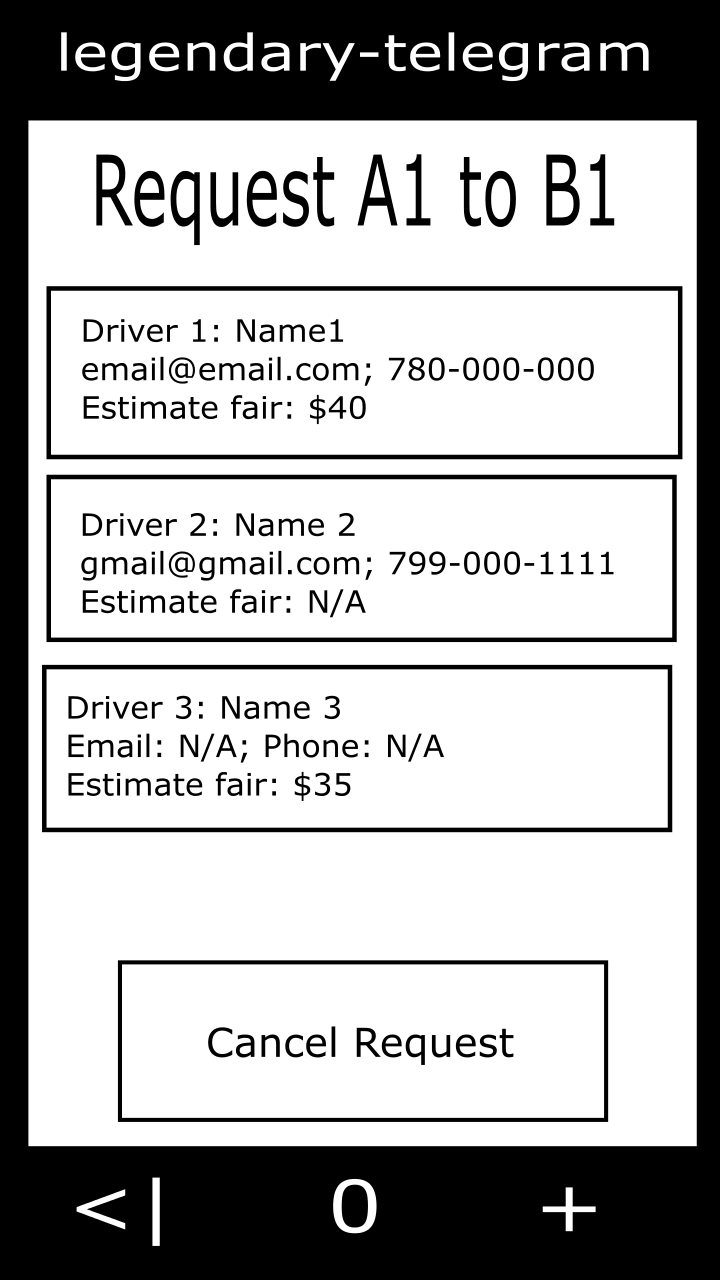 legendary-telegram
Request A1 to B1
Driver 1: Name1
email@email.com; 780-000-000
Estimate fair: $40
Driver 2: Name 2
gmail@gmail.com; 799-000-1111
Estimate fair: N/A
Driver 3: Name 3
Email: N/A; Phone: N/A
Estimate fair: $35
Cancel Request
<| 0 +